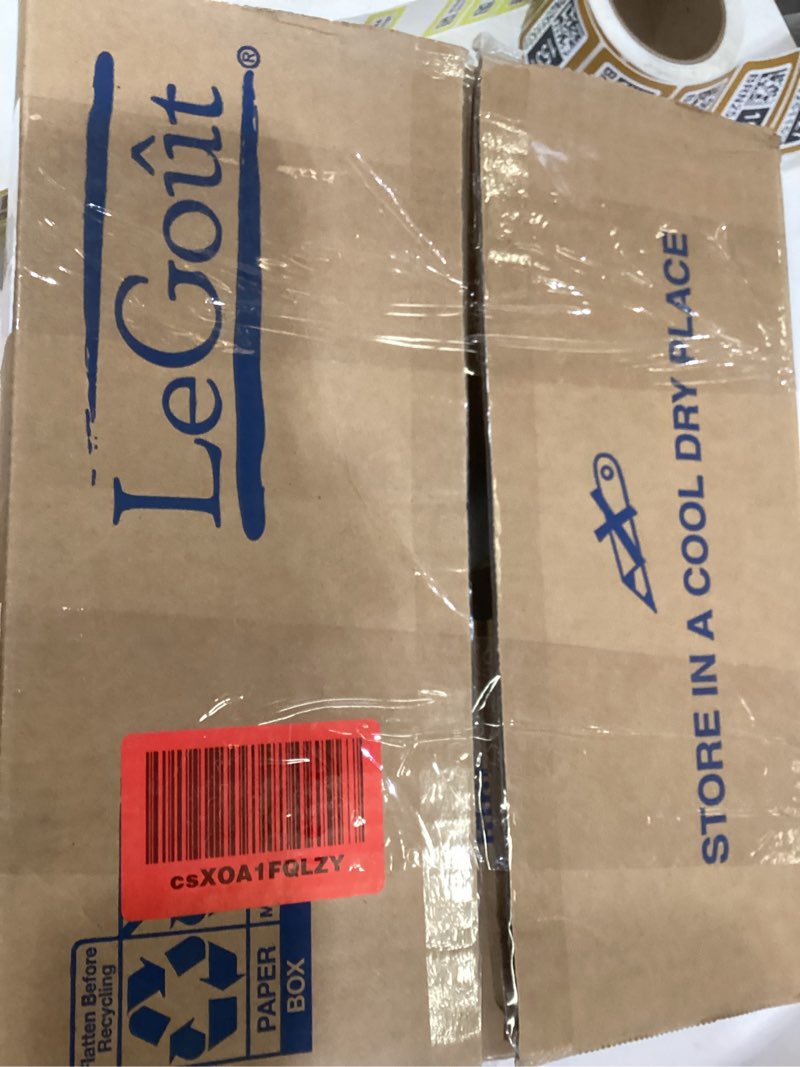 LeGoût®
STORE IN A COOL DRY PLACE
csXOA1FQLZY
Flatten Before
Recycling
PAPER
BOX